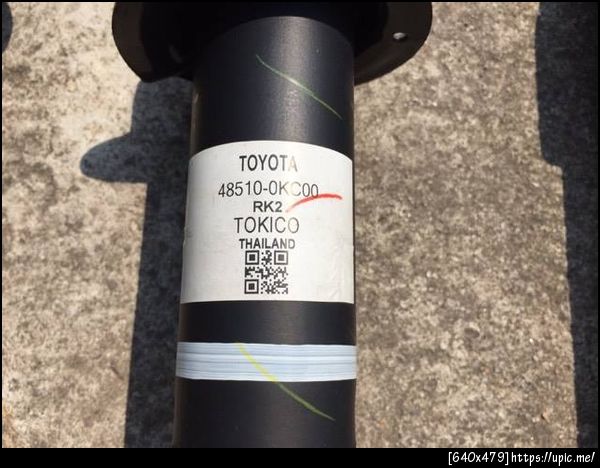 TOYOTA
48510-0KC00
RK2
TOKICO
THAILAND
[640x479]https://upic.me/